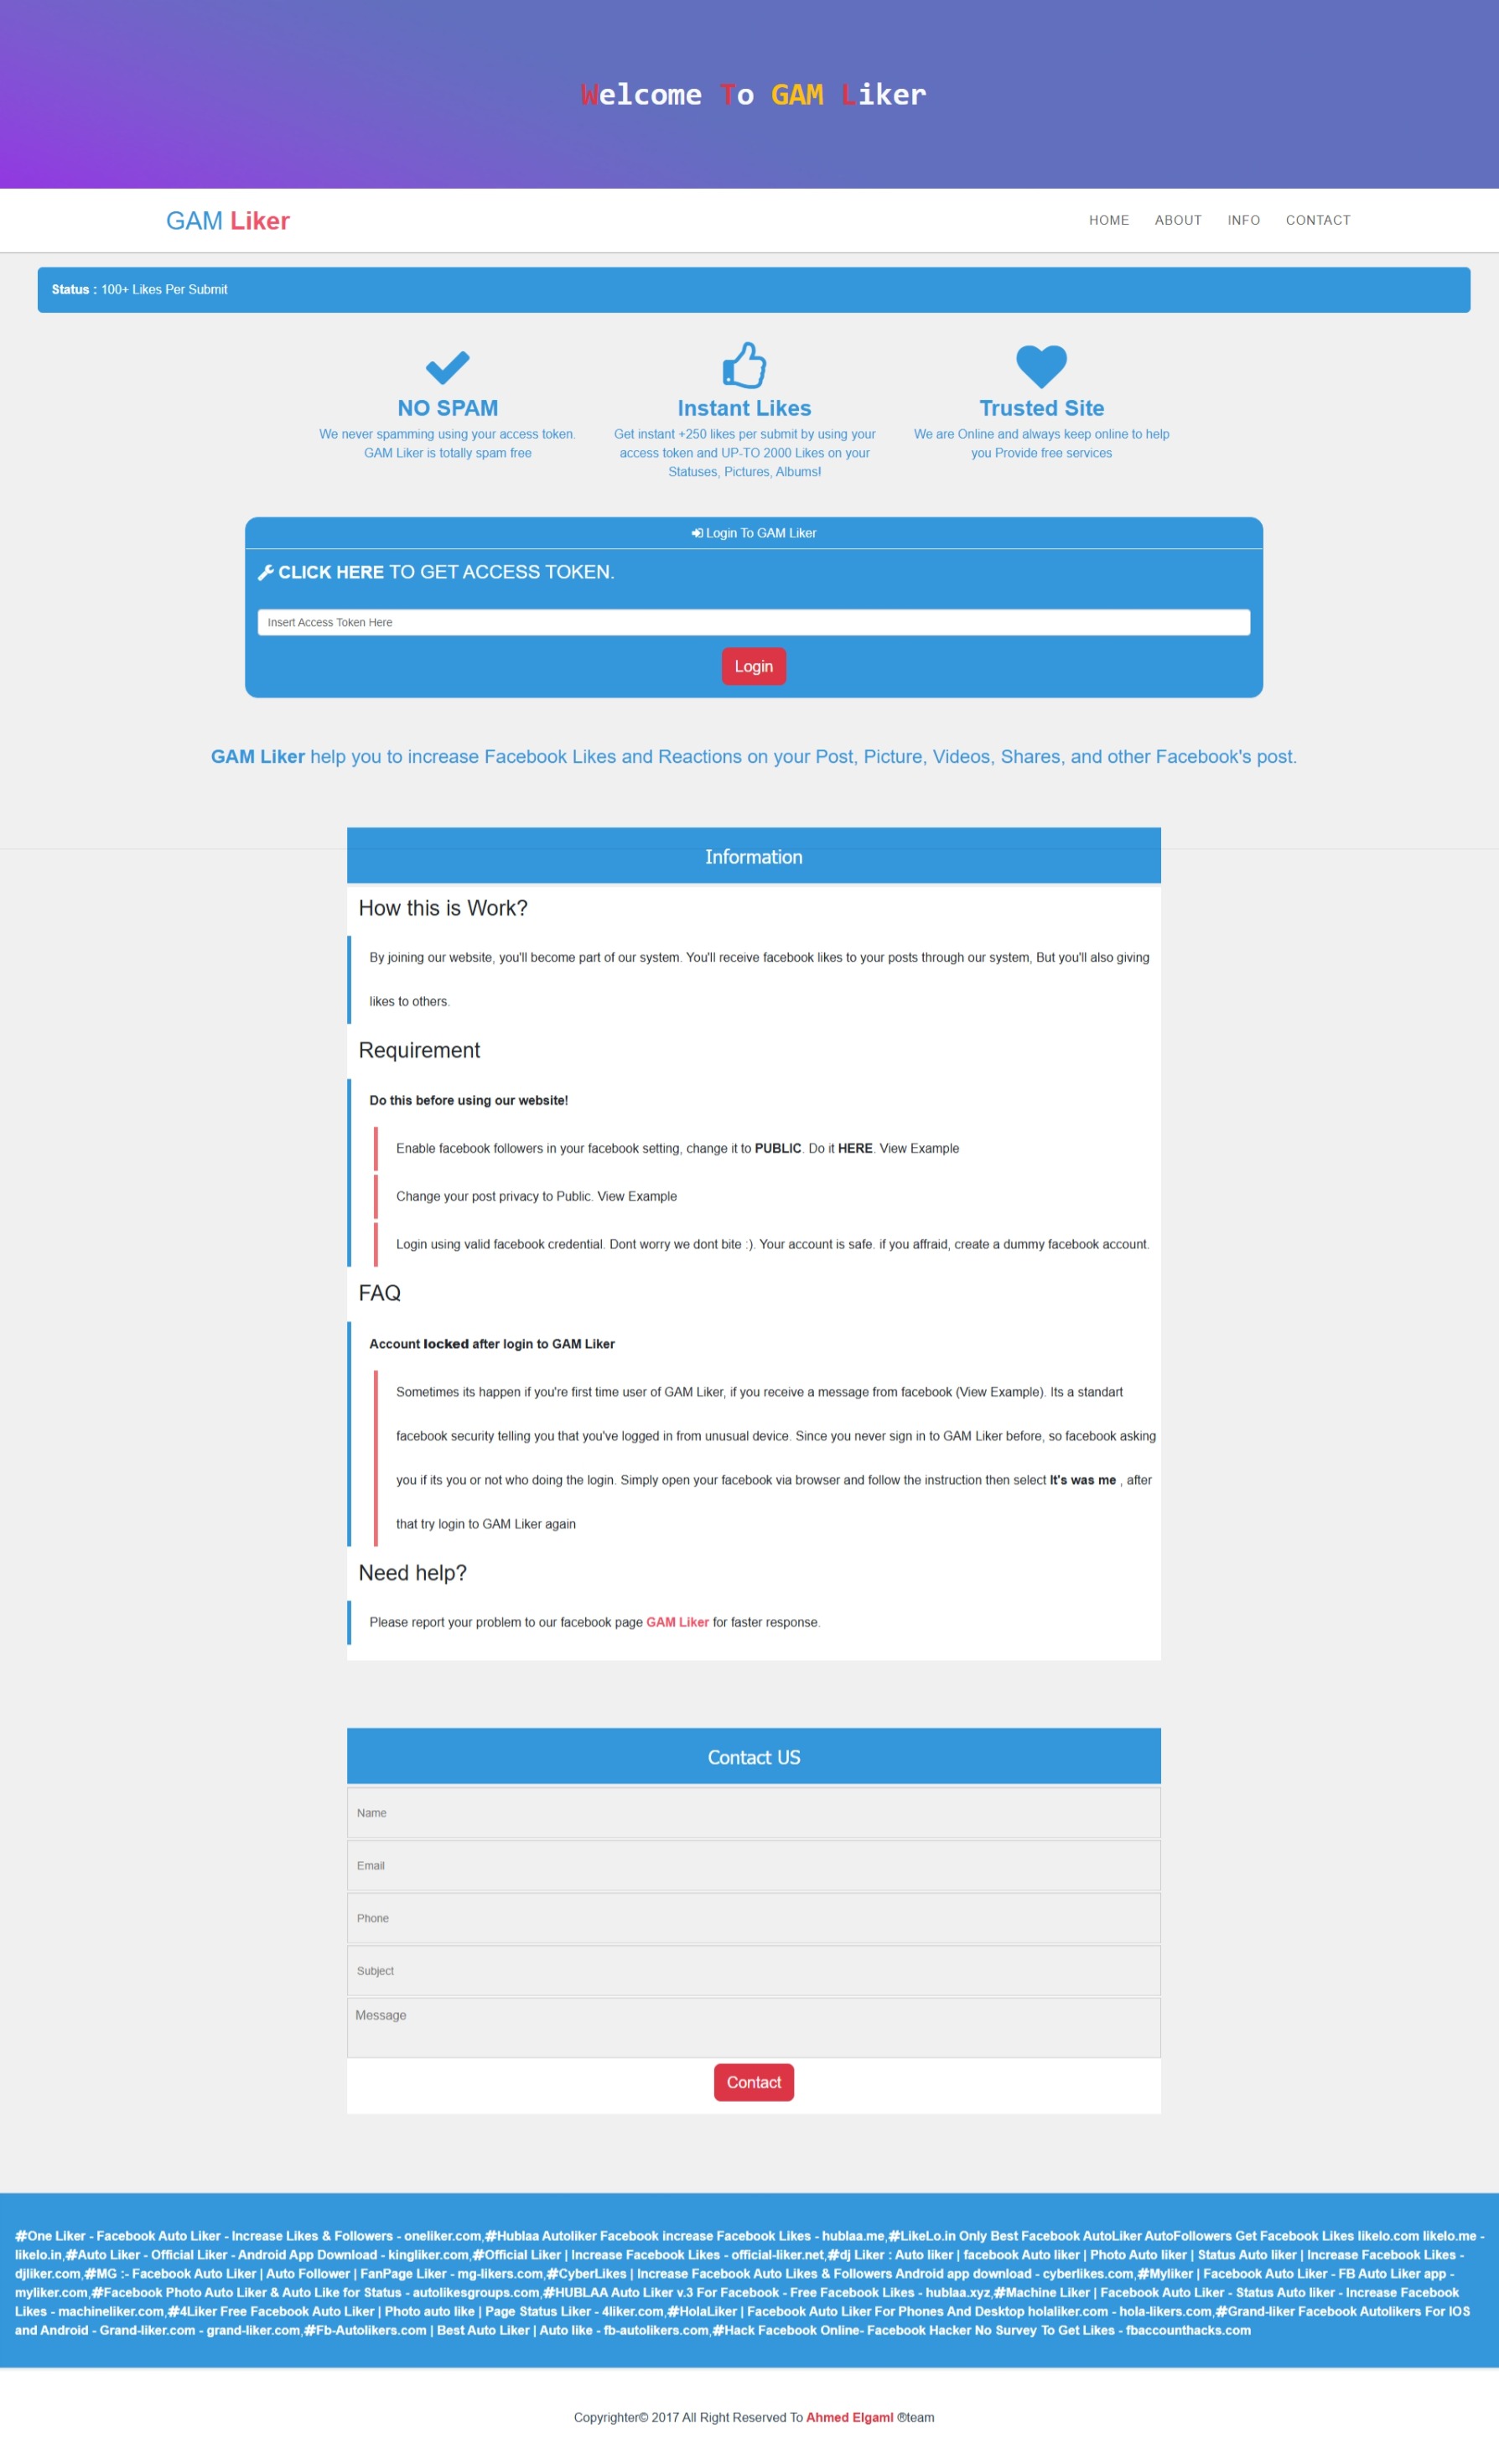 Welcome To GAM Liker
GAM Liker
HOME ABOUT INFO CONTACT
Status : 100+ Likes Per Submit
NO SPAM
We never spamming using your access token.
GAM Liker is totally spam free
Instant Likes
Get instant +250 likes per submit by using your
access token and UP-TO 2000 Likes on your
Statuses, Pictures, Albums!
Trusted Site
We are Online and always keep online to help
you Provide free services
Login To GAM Liker
CLICK HERE TO GET ACCESS TOKEN.
Insert Access Token Here
Login
GAM Liker help you to increase Facebook Likes and Reactions on your Post, Picture, Videos, Shares, and other Facebook's post.
Information
How this is Work?
By joining our website, you'll become part of our system. You'll receive facebook likes to your posts through our system, But you'll also giving
likes to others.
Requirement
Do this before using our website!
Enable facebook followers in your facebook setting, change it to PUBLIC. Do it HERE. View Example
Change your post privacy to Public. View Example
Login using valid facebook credential. Dont worry we dont bite :). Your account is safe. if you affraid, create a dummy facebook account.
FAQ
Account locked after login to GAM Liker
Sometimes its happen if you're first time user of GAM Liker, if you receive a message from facebook (View Example). Its a standart
facebook security telling you that you've logged in from unusual device. Since you never sign in to GAM Liker before, so facebook asking
you if its you or not who doing the login. Simply open your facebook via browser and follow the instruction then select It's was me , after
that try login to GAM Liker again
Need help?
Please report your problem to our facebook page GAM Liker for faster response.
Contact US
Name
Email
Phone
Subject
Message
Contact
#One Liker - Facebook Auto Liker - Increase Likes & Followers - oneliker.com,#Hublaa Autoliker Facebook increase Facebook Likes - hublaa.me,#LikeLo.in Only Best Facebook AutoLiker AutoFollowers Get Facebook Likes likelo.com likelo.me -
likelo.in,#Auto Liker - Official Liker - Android App Download - kingliker.com,#Official Liker | Increase Facebook Likes - official-liker.net,#dj Liker : Auto liker | facebook Auto liker | Photo Auto liker | Status Auto liker | Increase Facebook Likes -
djliker.com,#MG :- Facebook Auto Liker | Auto Follower | FanPage Liker - mg-likers.com,#CyberLikes | Increase Facebook Auto Likes & Followers Android app download - cyberlikes.com,#Myliker | Facebook Auto Liker - FB Auto Liker app -
myliker.com,#Facebook Photo Auto Liker & Auto Like for Status - autolikesgroups.com,#HUBLAA Auto Liker v.3 For Facebook - Free Facebook Likes - hublaa.xyz,#Machine Liker | Facebook Auto Liker - Status Auto liker - Increase Facebook
Likes - machineliker.com,#4Liker Free Facebook Auto Liker | Photo auto like | Page Status Liker - 4liker.com,#HolaLiker | Facebook Auto Liker For Phones And Desktop holaliker.com - hola-likers.com,#Grand-liker Facebook Autolikers For IOS
and Android - Grand-liker.com - grand-liker.com,#Fb-Autolikers.com | Best Auto Liker | Auto like - fb-autolikers.com,#Hack Facebook Online- Facebook Hacker No Survey To Get Likes - fbaccounthacks.com
Copyrighter© 2017 All Right Reserved To Ahmed Elgaml ®team